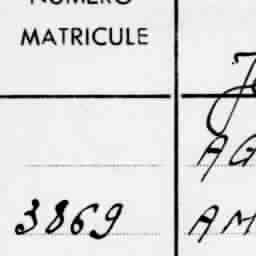 NUMÉRO
MATRICULE
AG
3869 AM